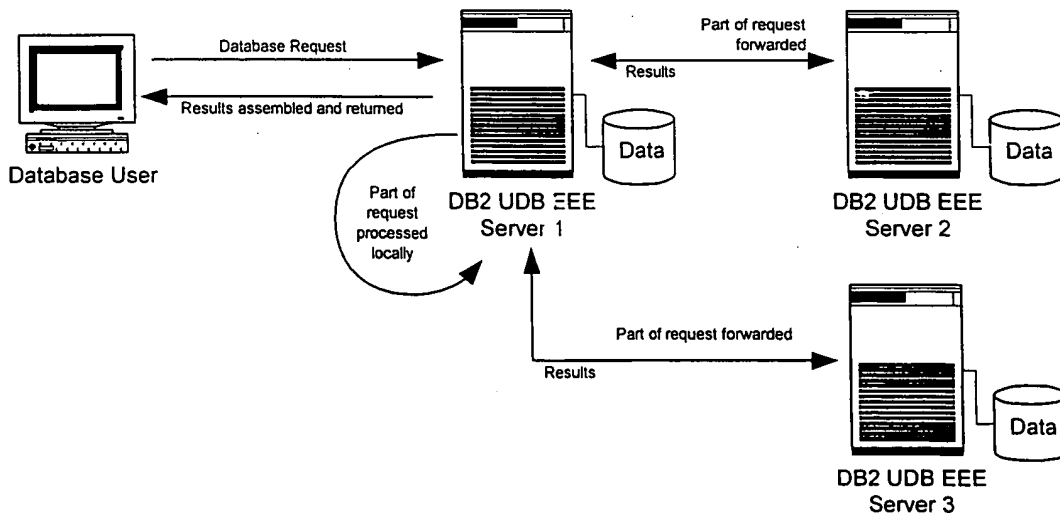 Database Request
Results assembled and returned
Database User
Part of
request
processed
locally
Data
DB2 UDB EEE
Server 1
Part of request
forwarded
Results
Data
DB2 UDB EEE
Server 2
Part of request forwarded
Results
Data
DB2 UDB EEE
Server 3